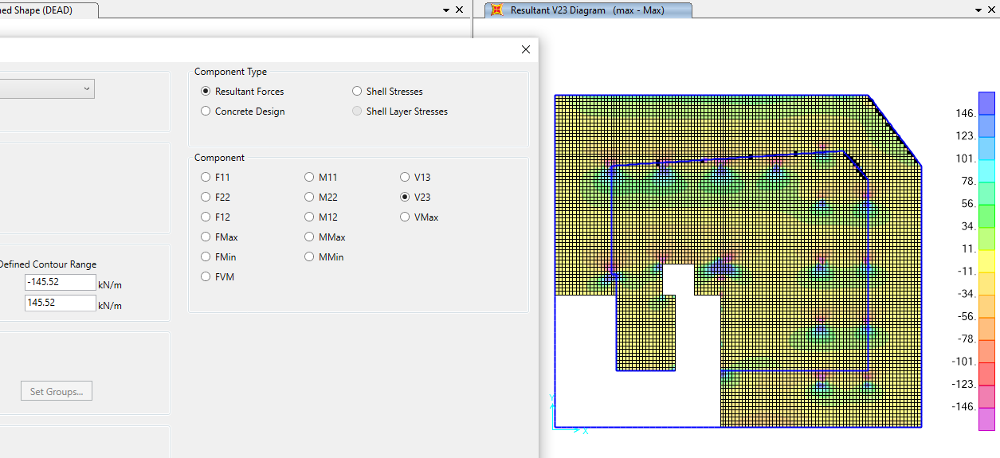 ned Shape (DEAD)
Resultant V23 Diagram (max - Max)
Component Type
Resultant Forces
Shell Stresses
Concrete Design
Shell Layer Stresses
Component
F11
M11
V13
F22
M22
V23
F12
M12
VMax
FMax
MMax
FMin
MMin
FVM
Defined Contour Range
-145.52 kN/m
145.52 kN/m
Set Groups...
146.
123.
101.
78.
56.
34.
11.
-11.
-34.
-56.
-78.
-101.
-123.
-146.
Y
X